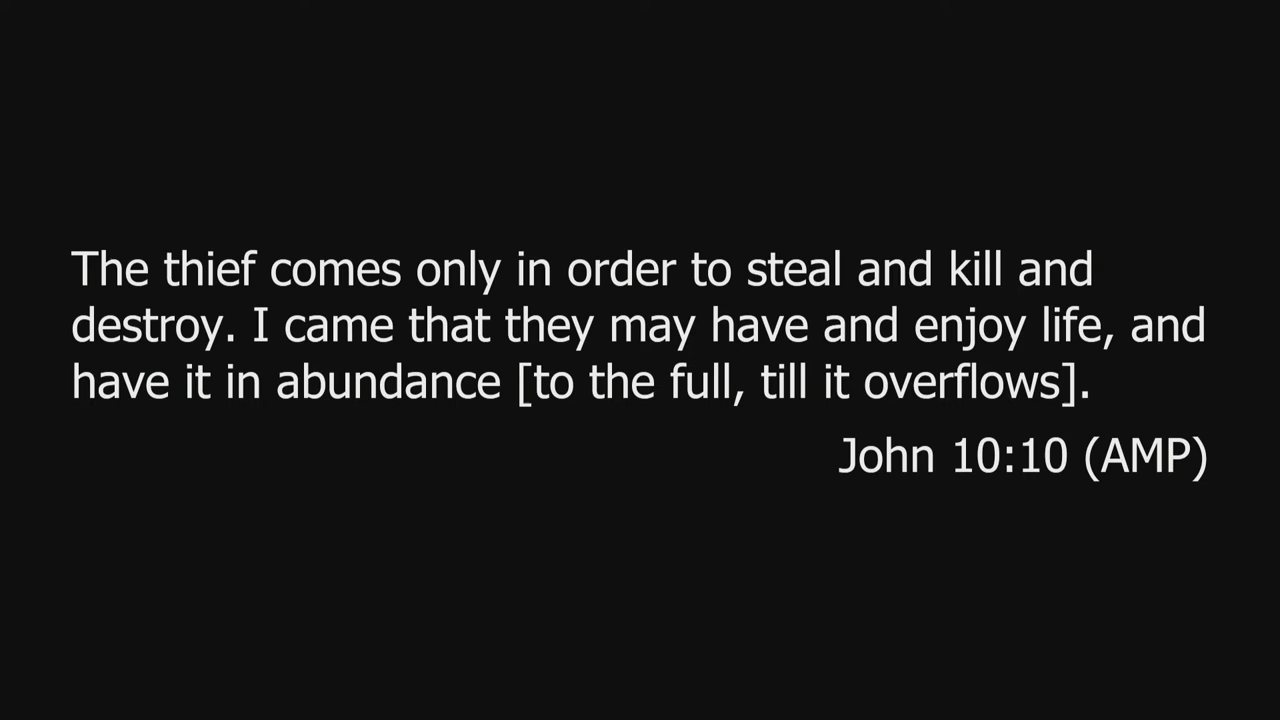 The thief comes only in order to steal and kill and
destroy. I came that they may have and enjoy life, and
have it in abundance [to the full, till it overflows].
John 10:10 (AMP)